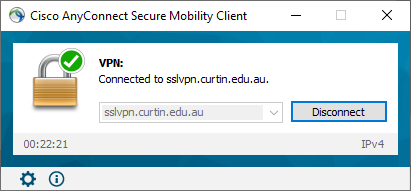 Cisco AnyConnect Secure Mobility Client
VPN:
Connected to sslvpn.curtin.edu.au.
sslvpn.curtin.edu.au
Disconnect
00:22:21
IPv4